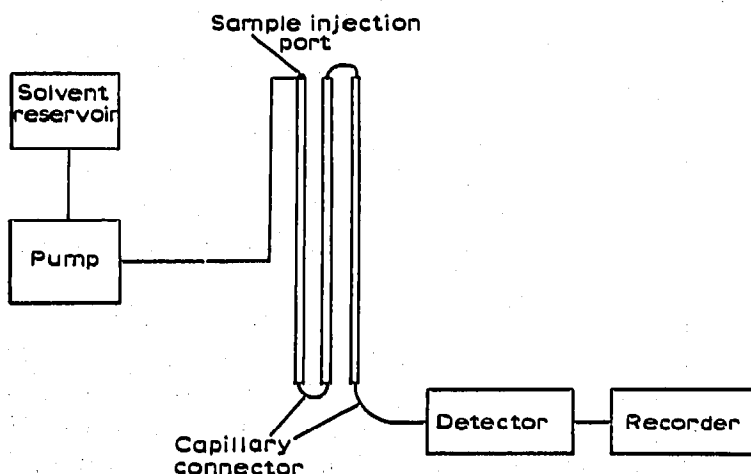 Sample injection
port
Solvent
reservoir
Pump
Detector
Recorder
Capillary
connector